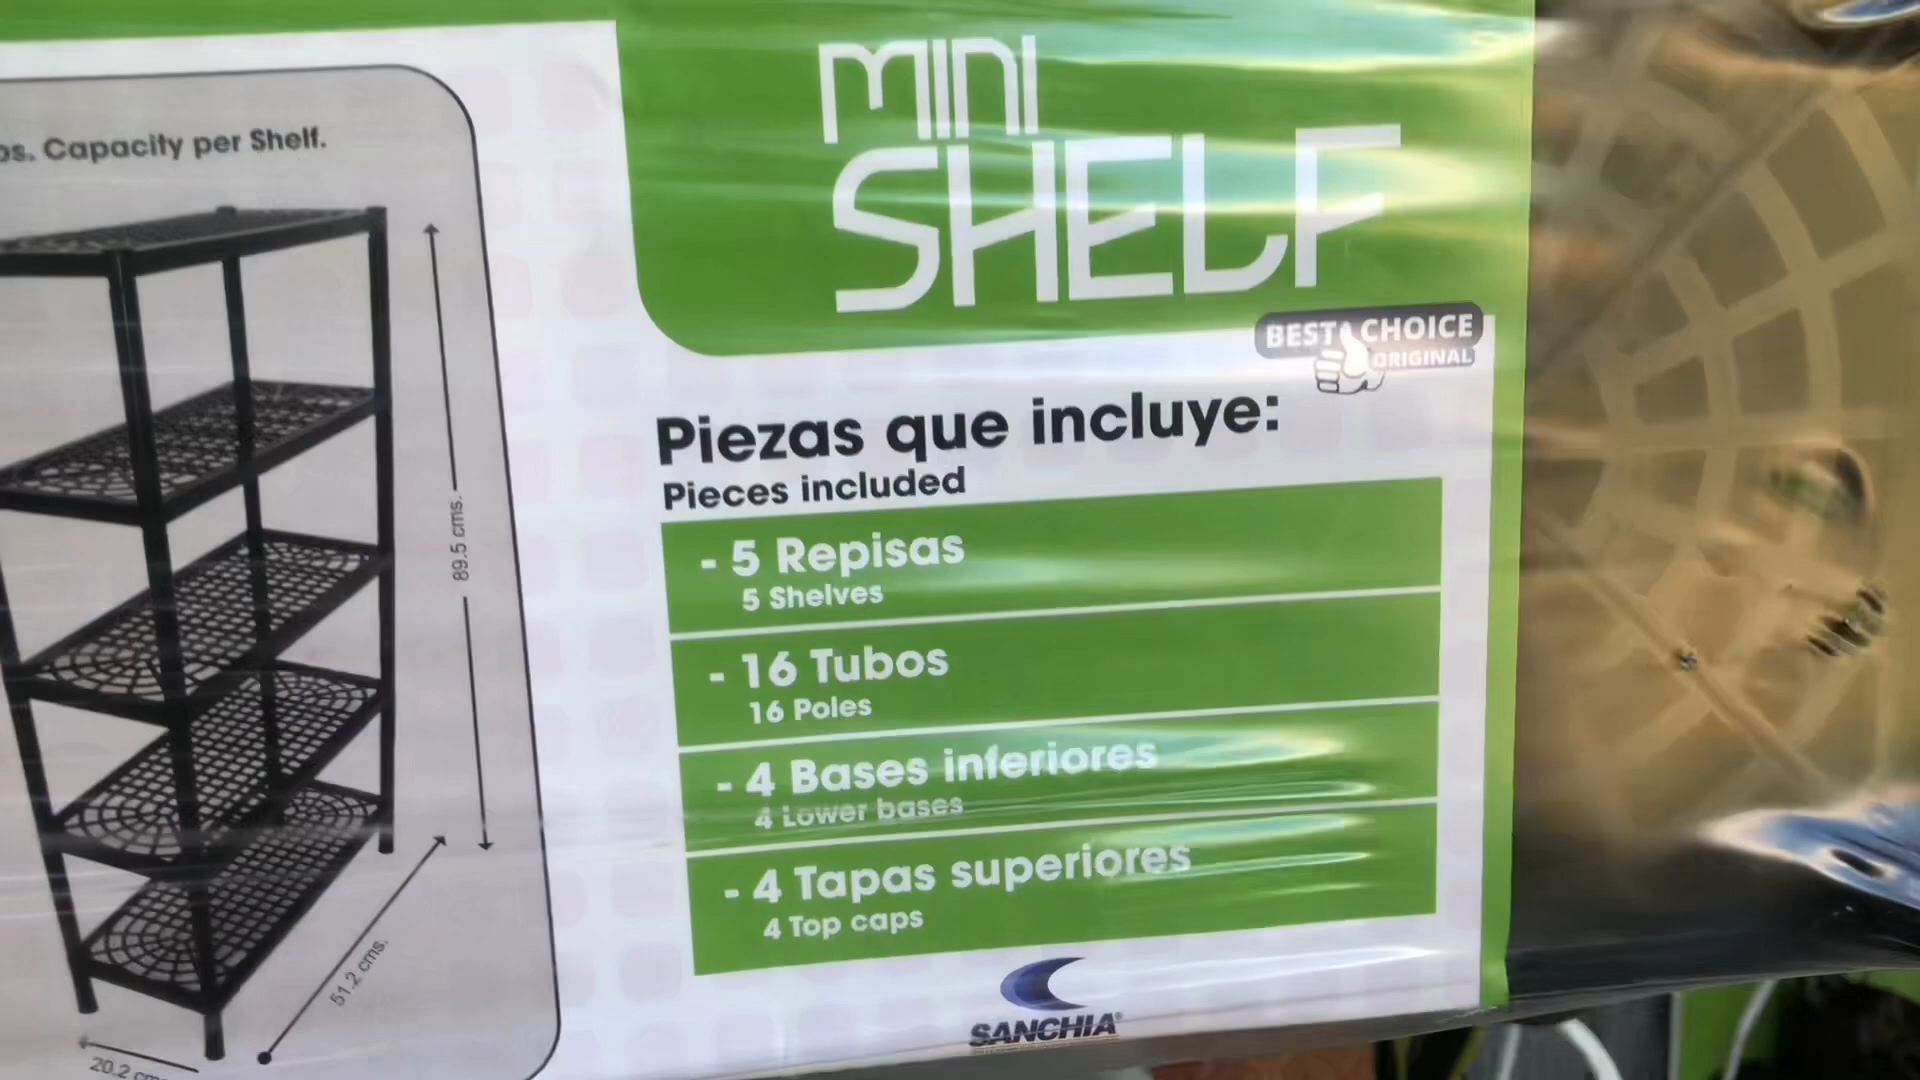 Capacity per Shelf.
89.5 cms.
51.2 cms.
20.2
MINI
SHELF
BEST CHOICE
ORIGINAL
Piezas que incluye:
Pieces included
- 5 Repisas
5 Shelves
- 16 Tubos
16 Poles
- 4 Bases inferiores
4 Lower bases
- 4 Tapas superiores
4 Top caps
SANCHIA®